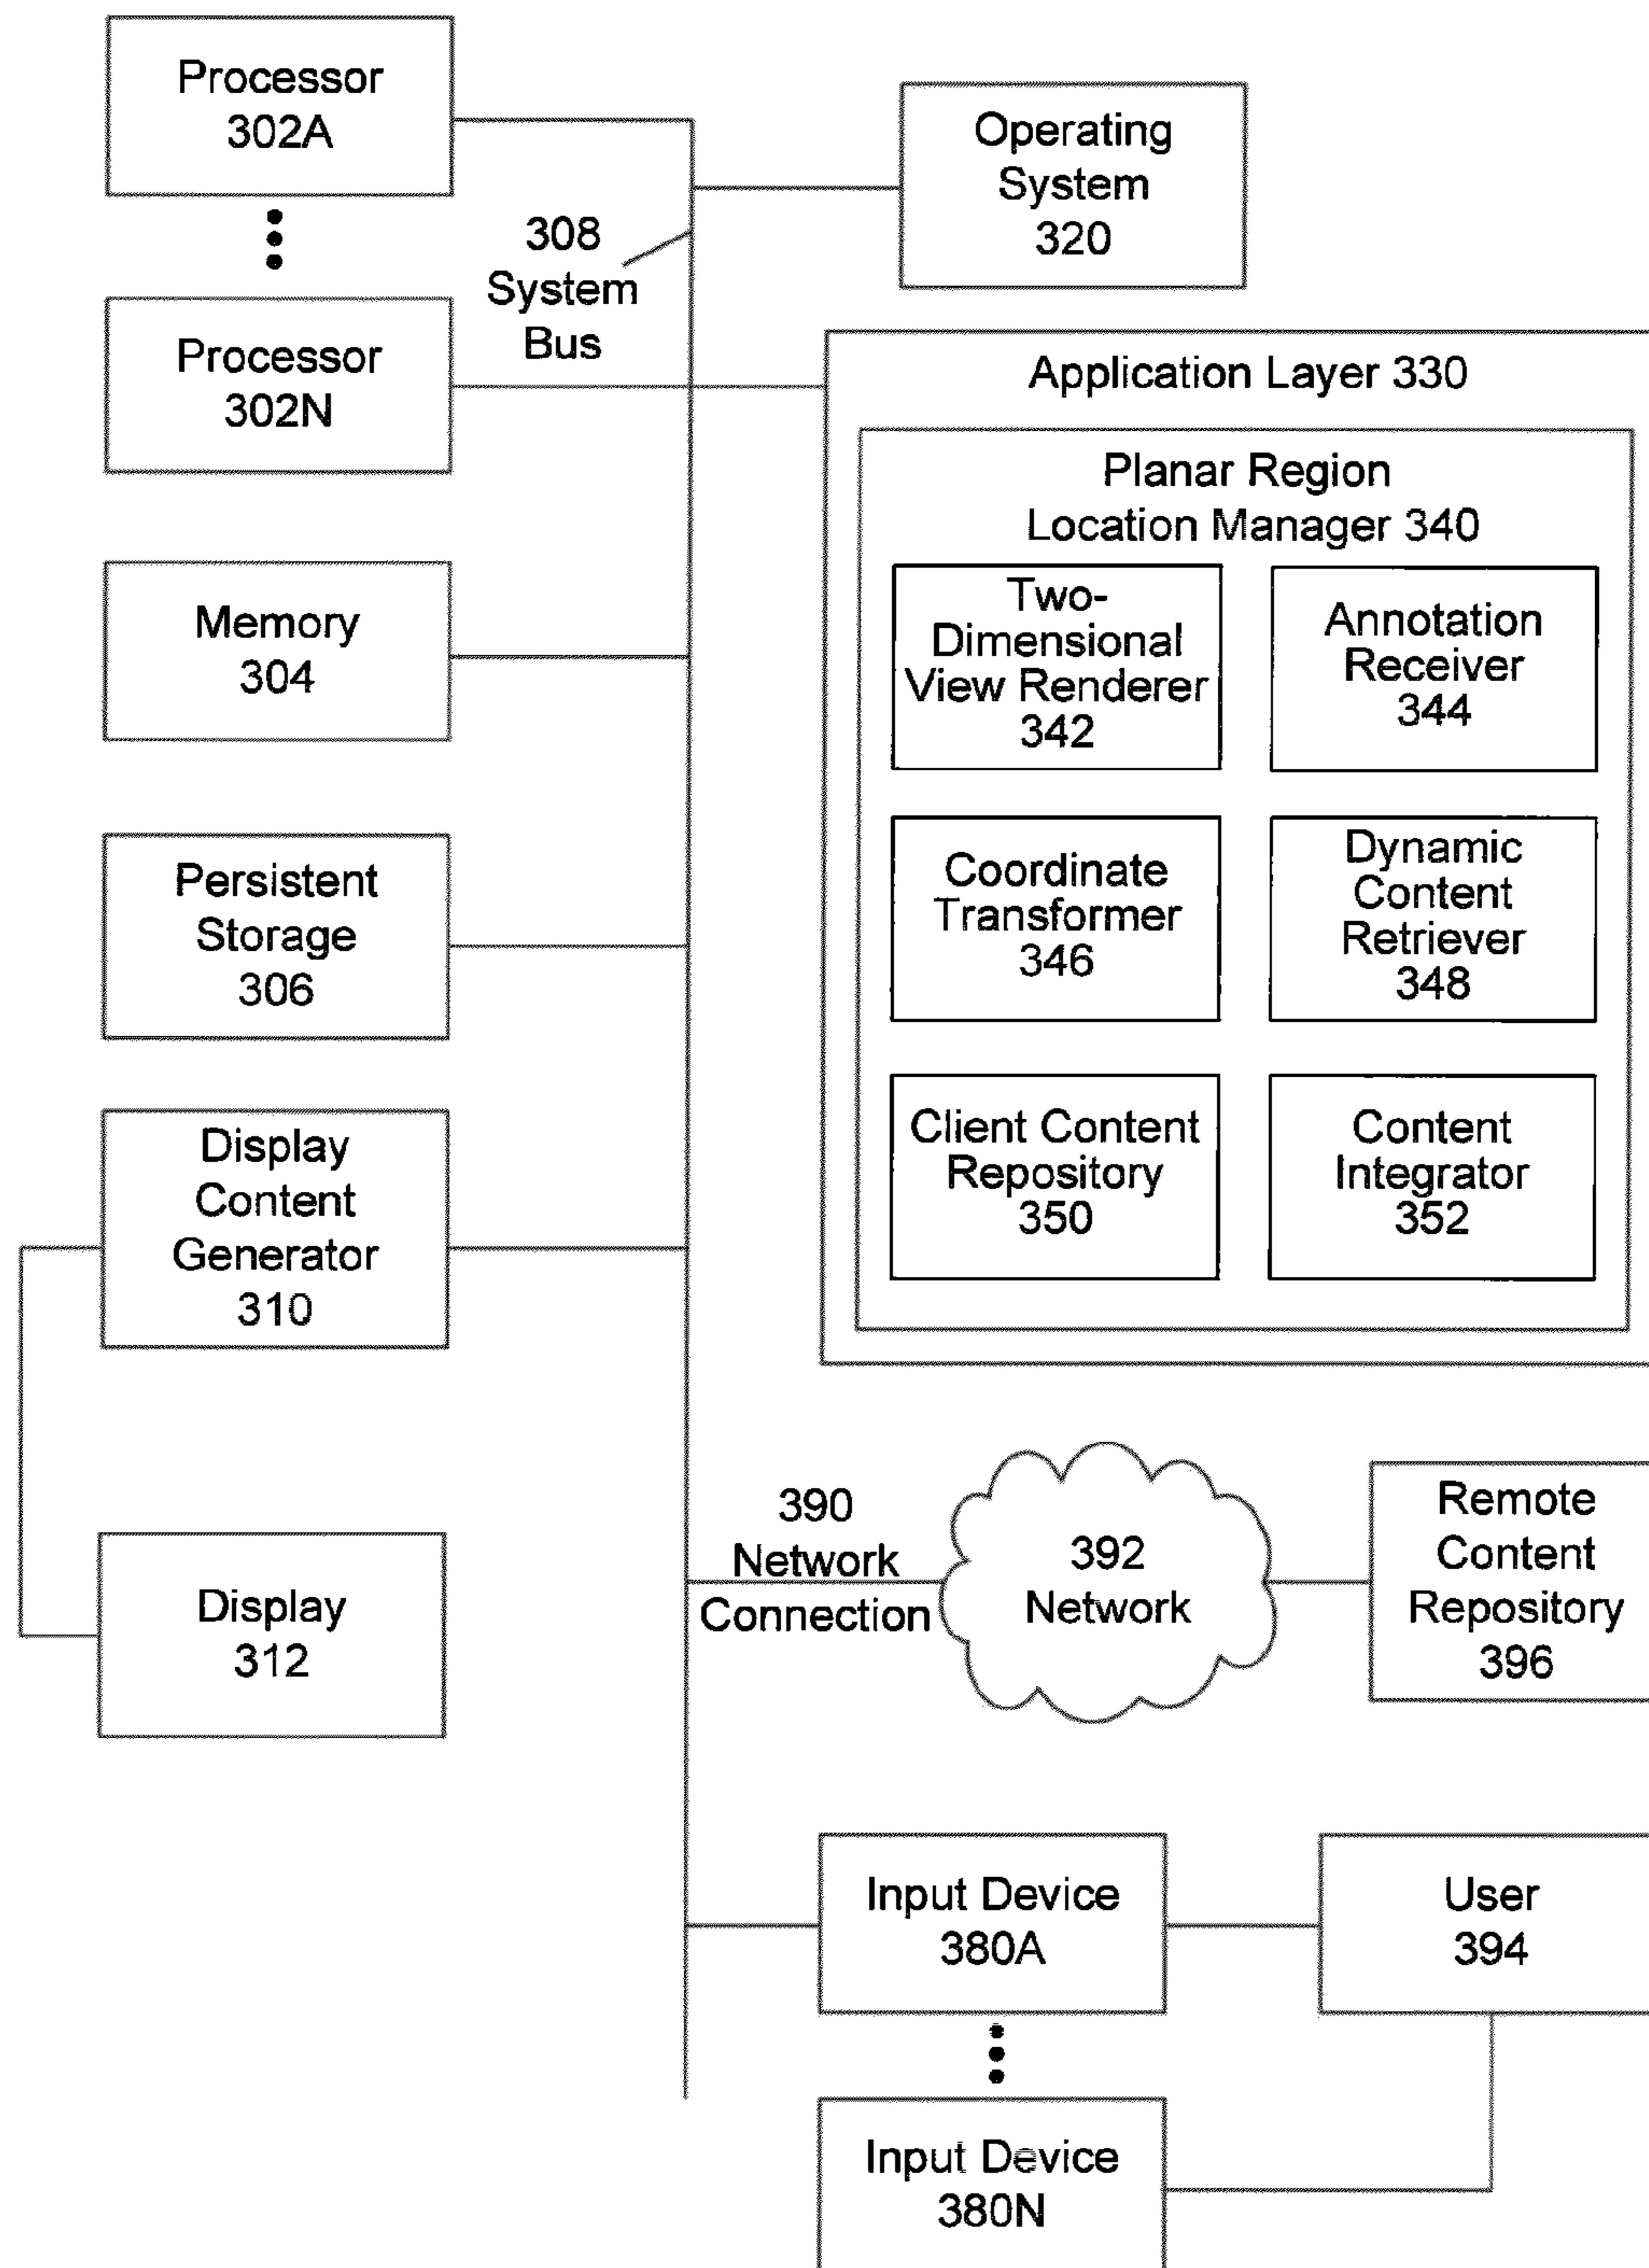 Processor
302A
308
System
Bus
Operating
System
320
Processor
302N
Application Layer 330
Planar Region
Location Manager 340
Two-
Dimensional
View Renderer
342
Annotation
Receiver
344
Memory
304
Coordinate
Transformer
346
Dynamic
Content
Retriever
348
Persistent
Storage
306
Client Content
Repository
350
Content
Integrator
352
Display
Content
Generator
310
Display
312
390
Network
Connection
392
Network
Remote
Content
Repository
396
Input Device
380A
User
394
Input Device
380N